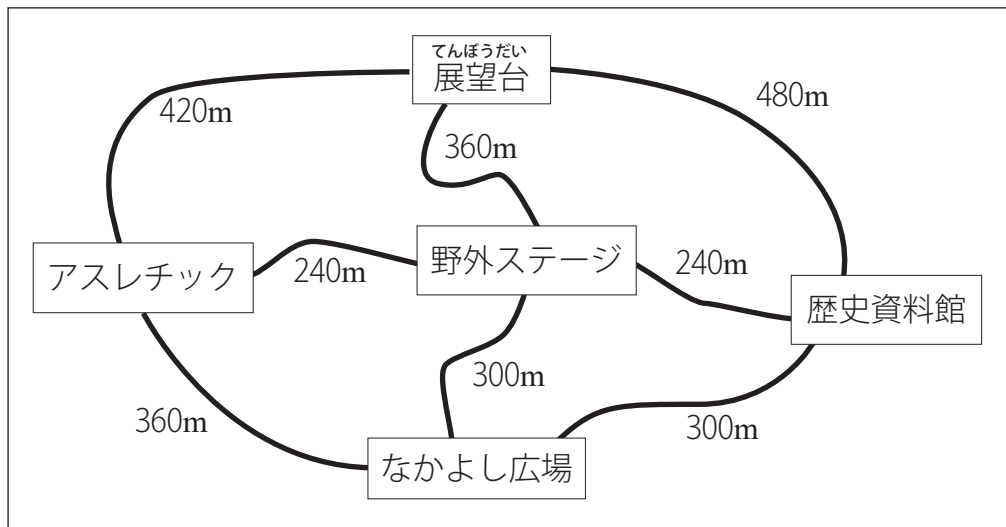 てんぼうだい
展望台
420m
480m
360m
アスレチック
240m
野外ステージ
240m
歴史資料館
300m
360m
300m
なかよし広場